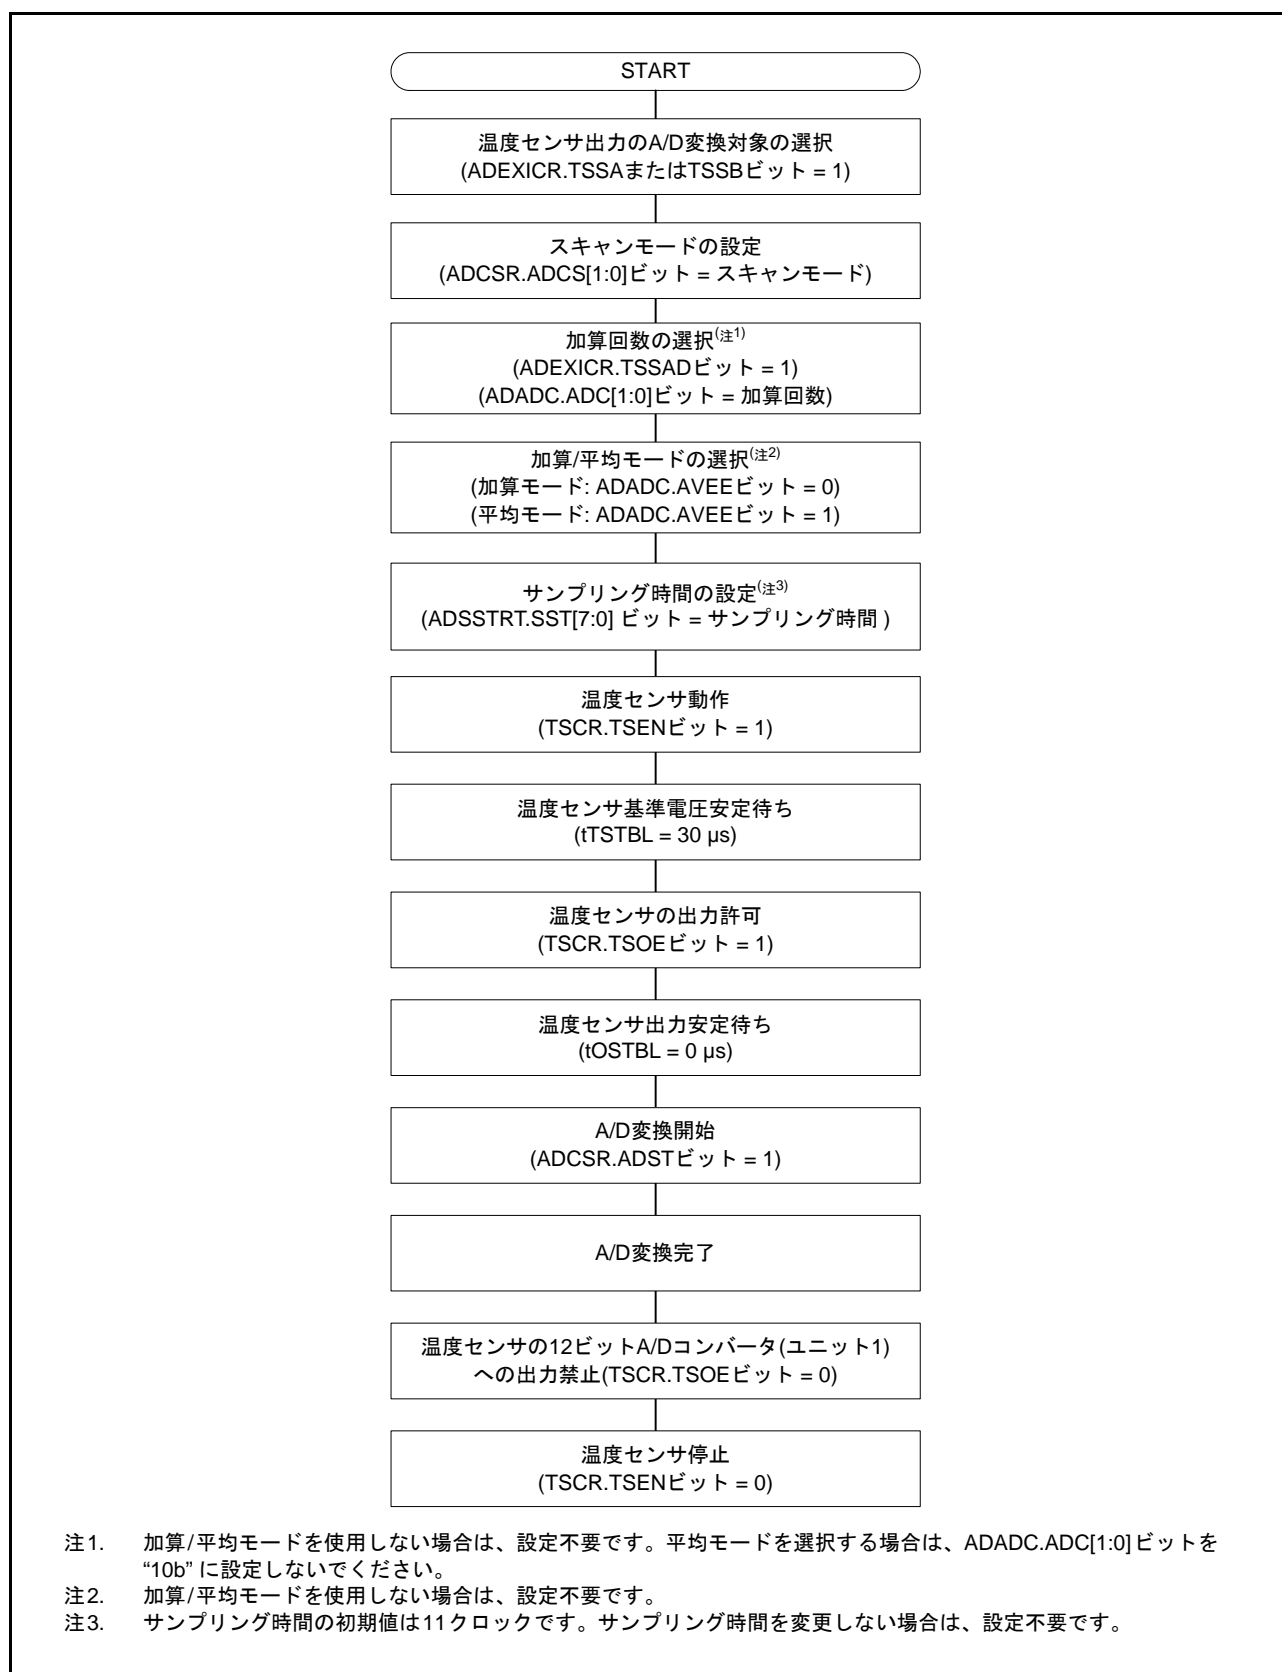 START
温度センサ出力のA/D変換対象の選択
(ADEXICR.TSSAまたはTSSBビット = 1)
スキャンモードの設定
(ADCSR.ADCS[1:0]ビット = スキャンモード)
加算回数の選択(注1)
(ADEXICR.TSSADビット = 1)
(ADADC.ADC[1:0]ビット = 加算回数)
加算/平均モードの選択(注2)
(加算モード: ADADC.AVEEビット = 0)
(平均モード: ADADC.AVEEビット = 1)
サンプリング時間の設定(注3)
(ADSSTRT.SST[7:0] ビット = サンプリング時間 )
温度センサ動作
(TSCR.TSENビット = 1)
温度センサ基準電圧安定待ち
(tTSTBL = 30 µs)
温度センサの出力許可
(TSCR.TSOEビット = 1)
温度センサ出力安定待ち
(tOSTBL = 0 µs)
A/D変換開始
(ADCSR.ADSTビット = 1)
A/D変換完了
温度センサの12ビットA/Dコンバータ(ユニット1)
への出力禁止(TSCR.TSOEビット = 0)
温度センサ停止
(TSCR.TSENビット = 0)
注1. 加算/平均モードを使用しない場合は、設定不要です。平均モードを選択する場合は、ADADC.ADC[1:0]ビットを
“10b” に設定しないでください。
注2. 加算/平均モードを使用しない場合は、設定不要です。
注3. サンプリング時間の初期値は11クロックです。サンプリング時間を変更しない場合は、設定不要です。